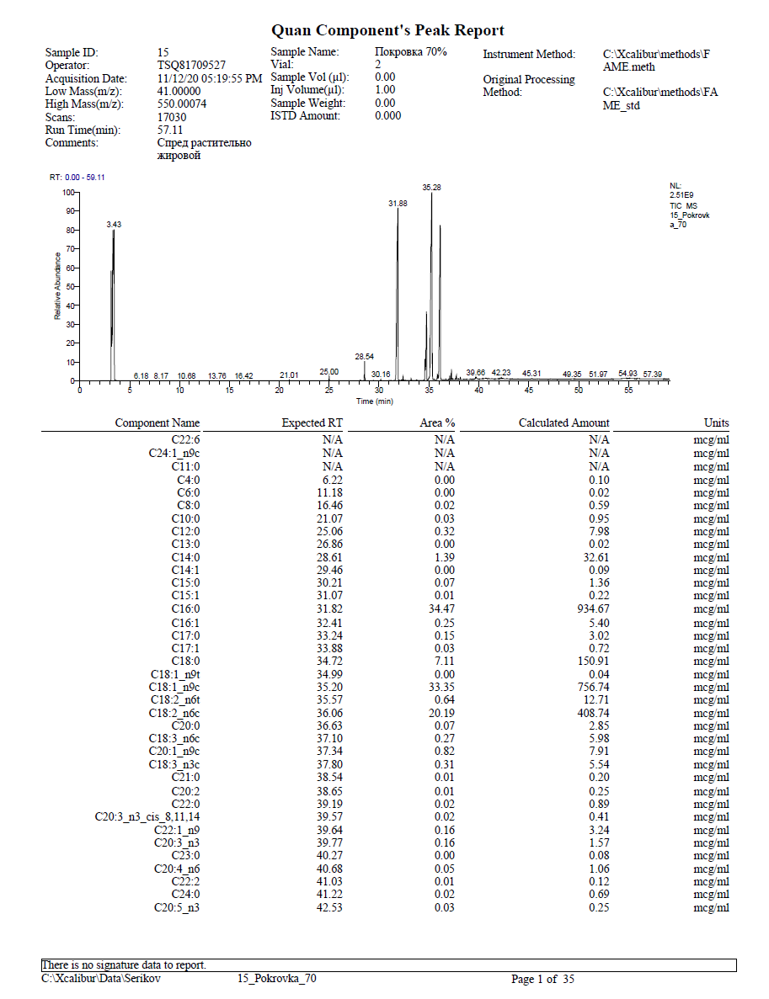 Quan Component's Peak Report
Sample ID: 15
Operator: TSQ81709527
Acquisition Date: 11/12/20 05:19:55 PM
Low Mass(m/z): 41.00000
High Mass(m/z): 550.00074
Scans: 17030
Run Time(min): 57.11
Comments: Спред растительно
жировой
Sample Name: Покровка 70%
Vial: 2
Sample Vol (µl): 0.00
Inj Volume(µl): 1.00
Sample Weight: 0.00
ISTD Amount: 0.000
Instrument Method: C:\Xcalibur\methods\F
AME.meth
Original Processing
Method: C:\Xcalibur\methods\FA
ME_std
RT: 0.00 - 59.11
NL:
2.51E9
TIC MS
15_Pokrovk
a_70
Relative Abundance
100
90
80
70
60
50
40
30
20
10
0
3.43
6.18 8.17 10.68 13.76 16.42 21.01 25.00 28.54 30.16 31.88 35.28 39.66 42.23 45.31 49.35 51.97 54.93 57.39
0 5 10 15 20 25 30 35 40 45 50 55
Time (min)
Component Name Expected RT Area % Calculated Amount Units
C22:6 N/A N/A N/A mcg/ml
C24:1_n9c N/A N/A N/A mcg/ml
C11:0 N/A N/A N/A mcg/ml
C4:0 6.22 0.00 0.10 mcg/ml
C6:0 11.18 0.00 0.02 mcg/ml
C8:0 16.46 0.02 0.59 mcg/ml
C10:0 21.07 0.03 0.95 mcg/ml
C12:0 25.06 0.32 7.98 mcg/ml
C13:0 26.86 0.00 0.02 mcg/ml
C14:0 28.61 1.39 32.61 mcg/ml
C14:1 29.46 0.00 0.09 mcg/ml
C15:0 30.21 0.07 1.36 mcg/ml
C15:1 31.07 0.01 0.22 mcg/ml
C16:0 31.82 34.47 934.67 mcg/ml
C16:1 32.41 0.25 5.40 mcg/ml
C17:0 33.24 0.15 3.02 mcg/ml
C17:1 33.88 0.03 0.72 mcg/ml
C18:0 34.72 7.11 150.91 mcg/ml
C18:1_n9t 34.99 0.00 0.04 mcg/ml
C18:1_n9c 35.20 33.35 756.74 mcg/ml
C18:2_n6t 35.57 0.64 12.71 mcg/ml
C18:2_n6c 36.06 20.19 408.74 mcg/ml
C20:0 36.63 0.07 2.85 mcg/ml
C18:3_n6c 37.10 0.27 5.98 mcg/ml
C20:1_n9c 37.34 0.82 7.91 mcg/ml
C18:3_n3c 37.80 0.31 5.54 mcg/ml
C21:0 38.54 0.01 0.20 mcg/ml
C20:2 38.65 0.01 0.25 mcg/ml
C22:0 39.19 0.02 0.89 mcg/ml
C20:3_n3_cis_8,11,14 39.57 0.02 0.41 mcg/ml
C22:1_n9 39.64 0.16 3.24 mcg/ml
C20:3_n3 39.77 0.16 1.57 mcg/ml
C23:0 40.27 0.00 0.08 mcg/ml
C20:4_n6 40.68 0.05 1.06 mcg/ml
C22:2 41.03 0.01 0.12 mcg/ml
C24:0 41.22 0.02 0.69 mcg/ml
C20:5_n3 42.53 0.03 0.25 mcg/ml
There is no signature data to report.
C:\Xcalibur\Data\Serikov 15_Pokrovka_70 Page 1 of 35